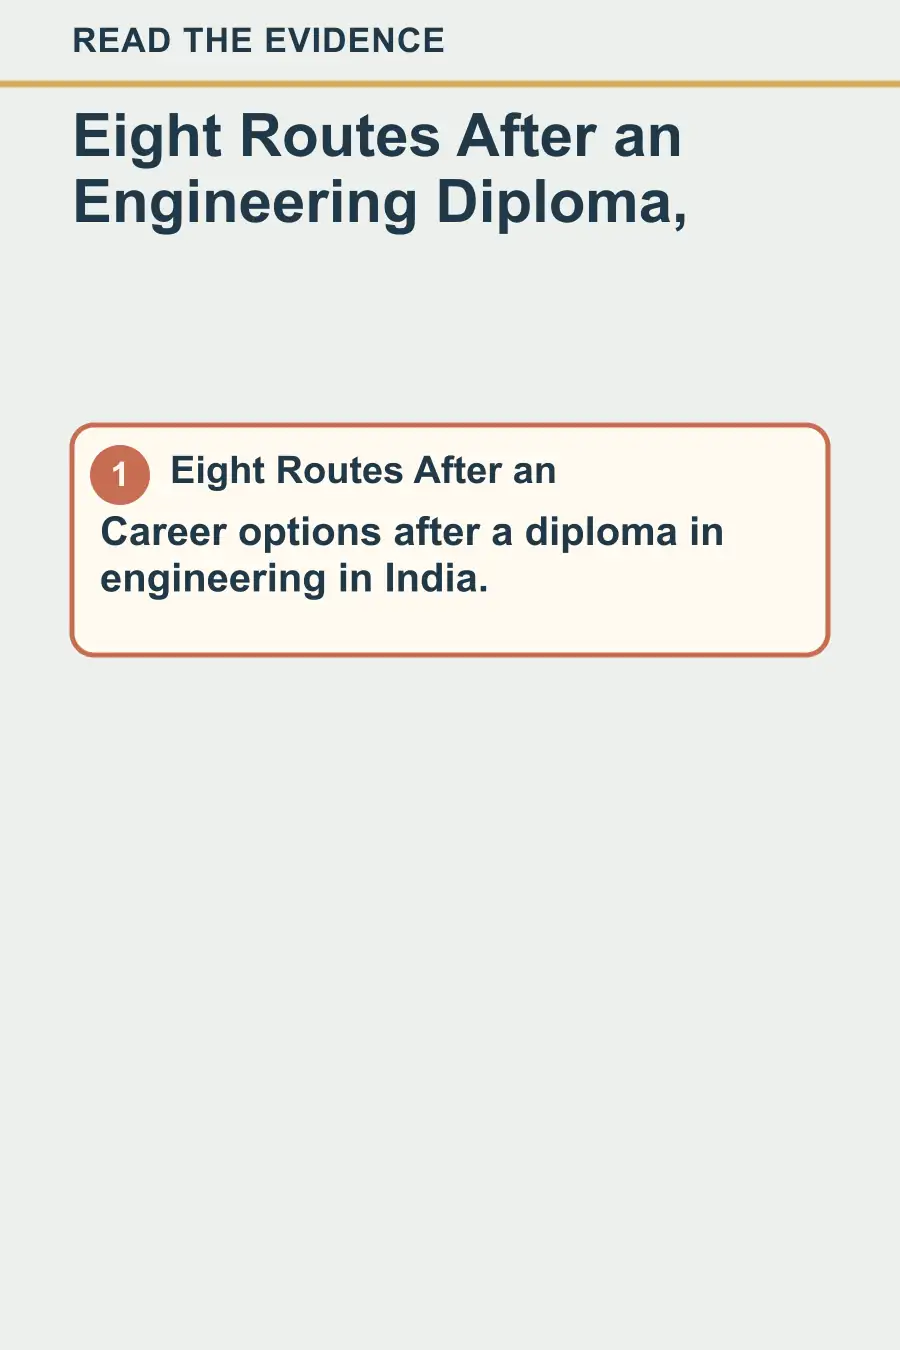 READ THE EVIDENCE
Eight Routes After an
Engineering Diploma,
1 Eight Routes After an
Career options after a diploma in
engineering in India.